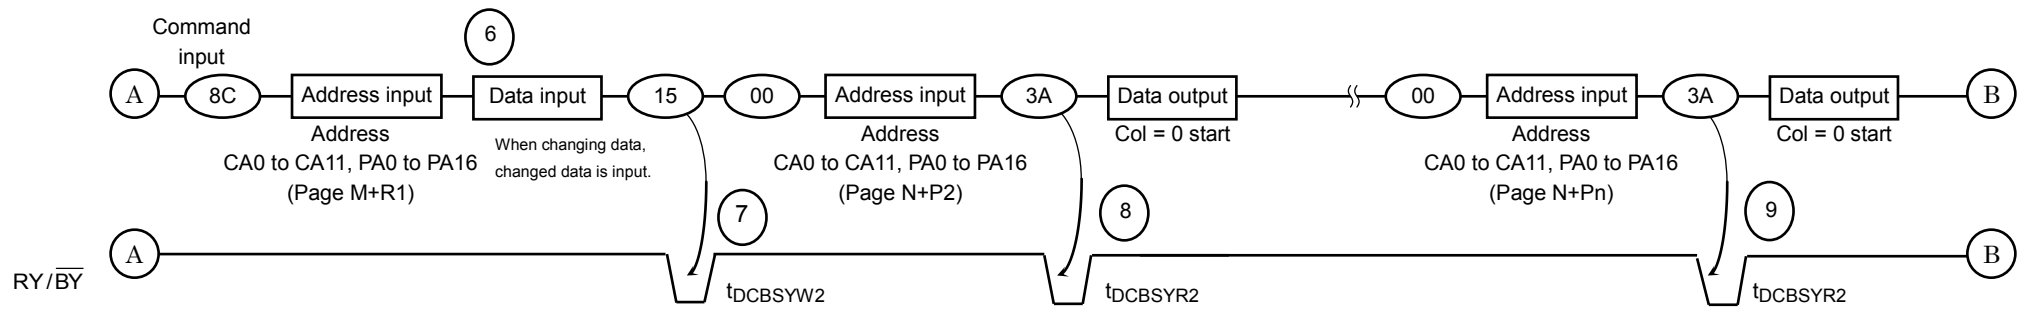 Command
input
6
A 8C Address input Data input 15 00 Address input 3A Data output 00 Address input 3A Data output B
Address
CA0 to CA11, PA0 to PA16
(Page M+R1)
When changing data,
changed data is input.
Address
CA0 to CA11, PA0 to PA16
(Page N+P2)
Col = 0 start
Address
CA0 to CA11, PA0 to PA16
(Page N+Pn)
Col = 0 start
7
8
9
A
B
RY/BY
tDCBSYW2
tDCBSYR2
tDCBSYR2